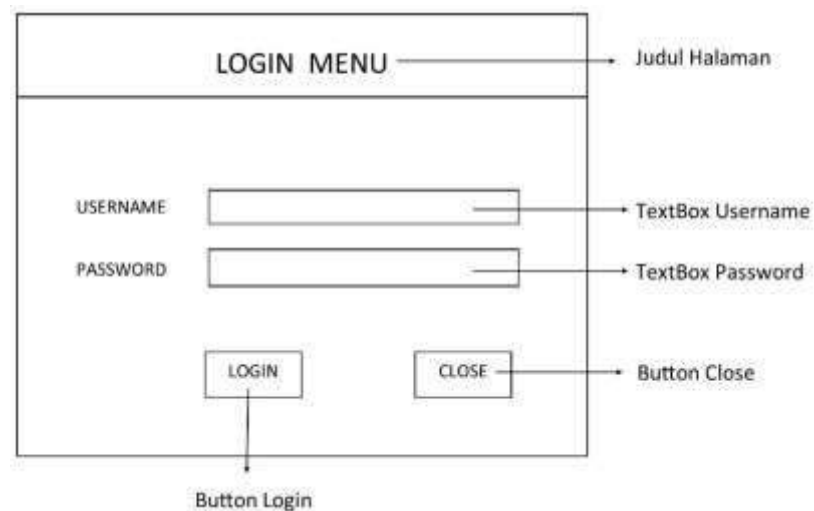 LOGIN MENU
Judul Halaman
USERNAME
TextBox Username
PASSWORD
TextBox Password
LOGIN
CLOSE
Button Close
Button Login